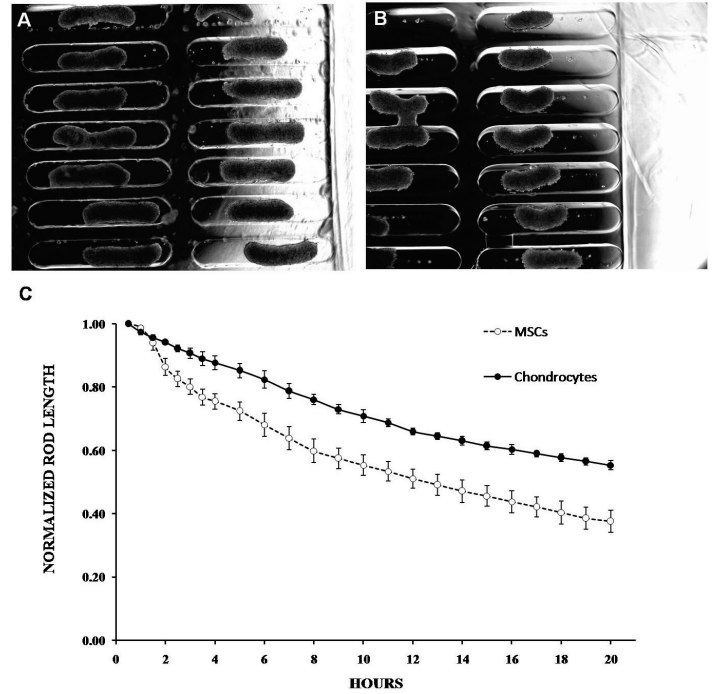 A
B
C
MSCs
Chondrocytes
NORMALIZED ROD LENGTH
1.00
0.80
0.60
0.40
0.20
0.00
0 2 4 6 8 10 12 14 16 18 20
HOURS